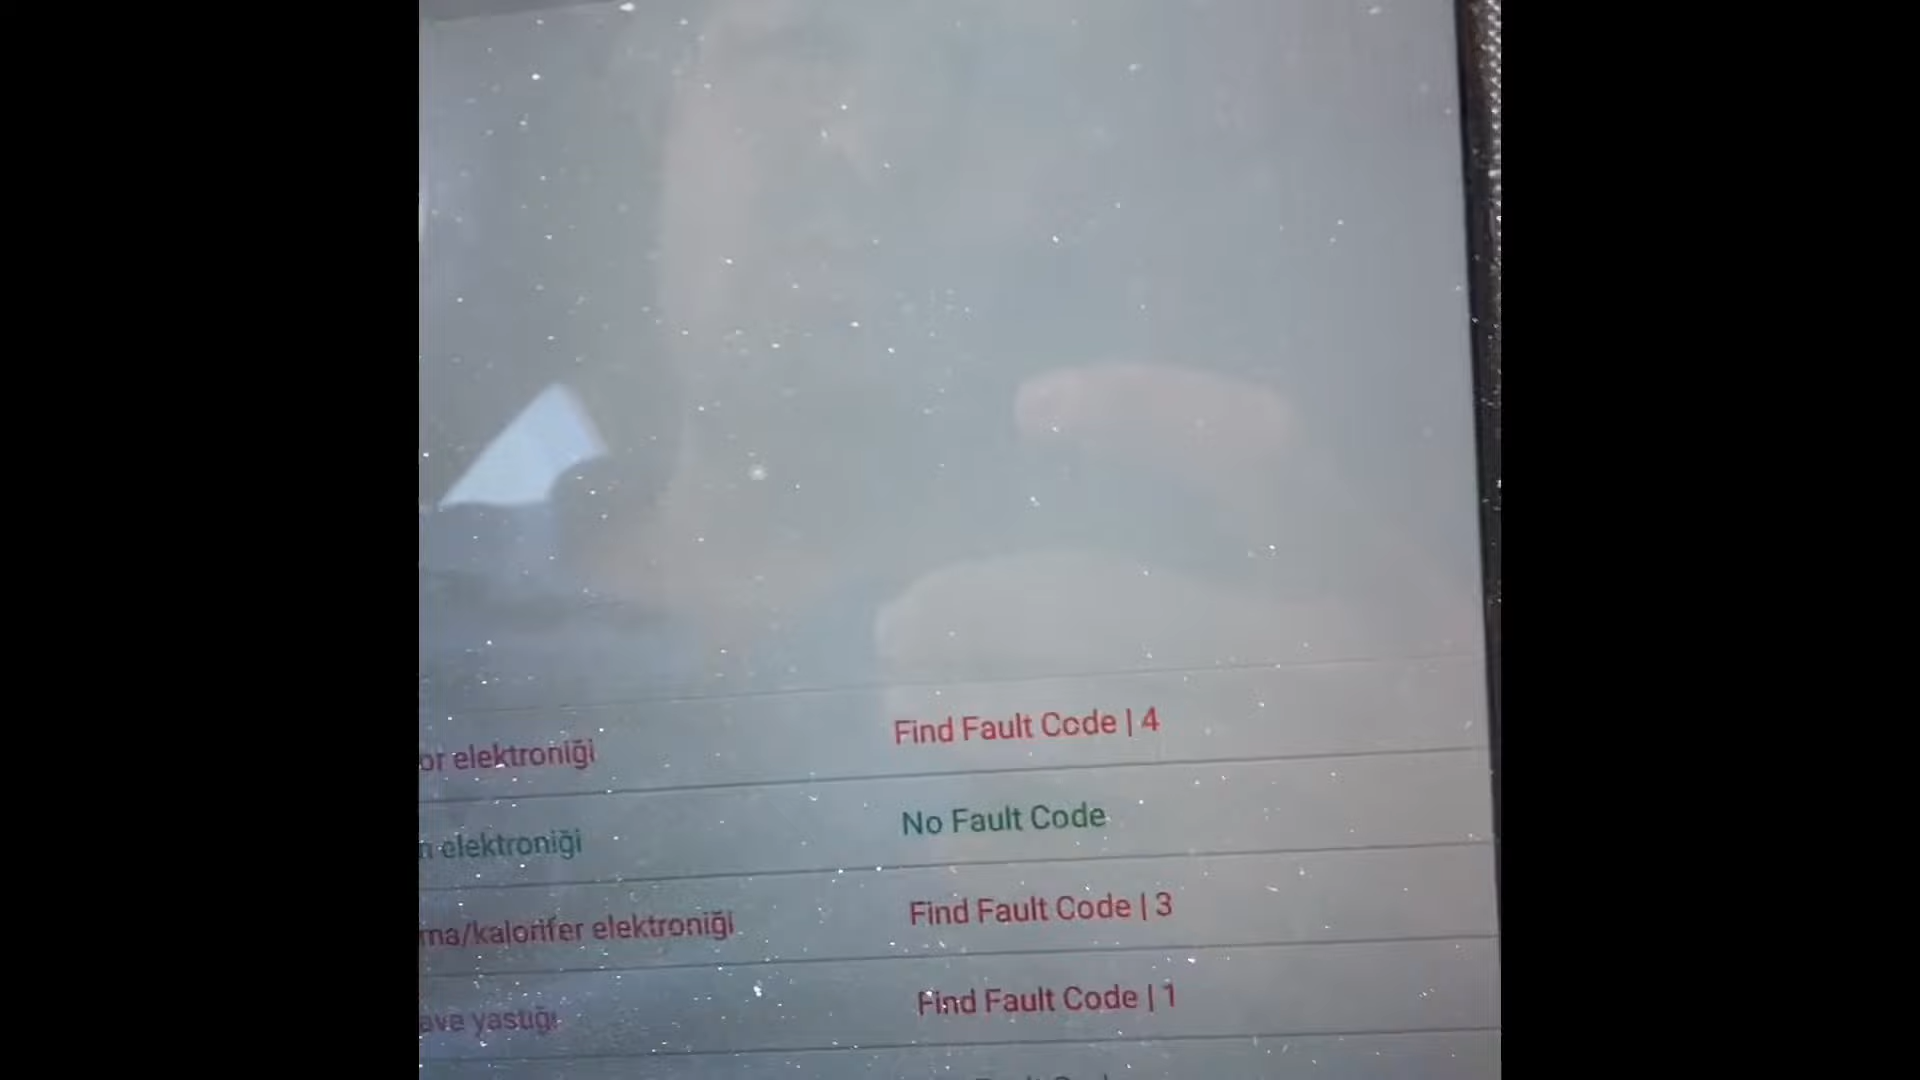 or elektroniği Find Fault Code | 4
elektroniği No Fault Code
ma/kalorifer elektroniği Find Fault Code | 3
ave yastığı Find Fault Code | 1